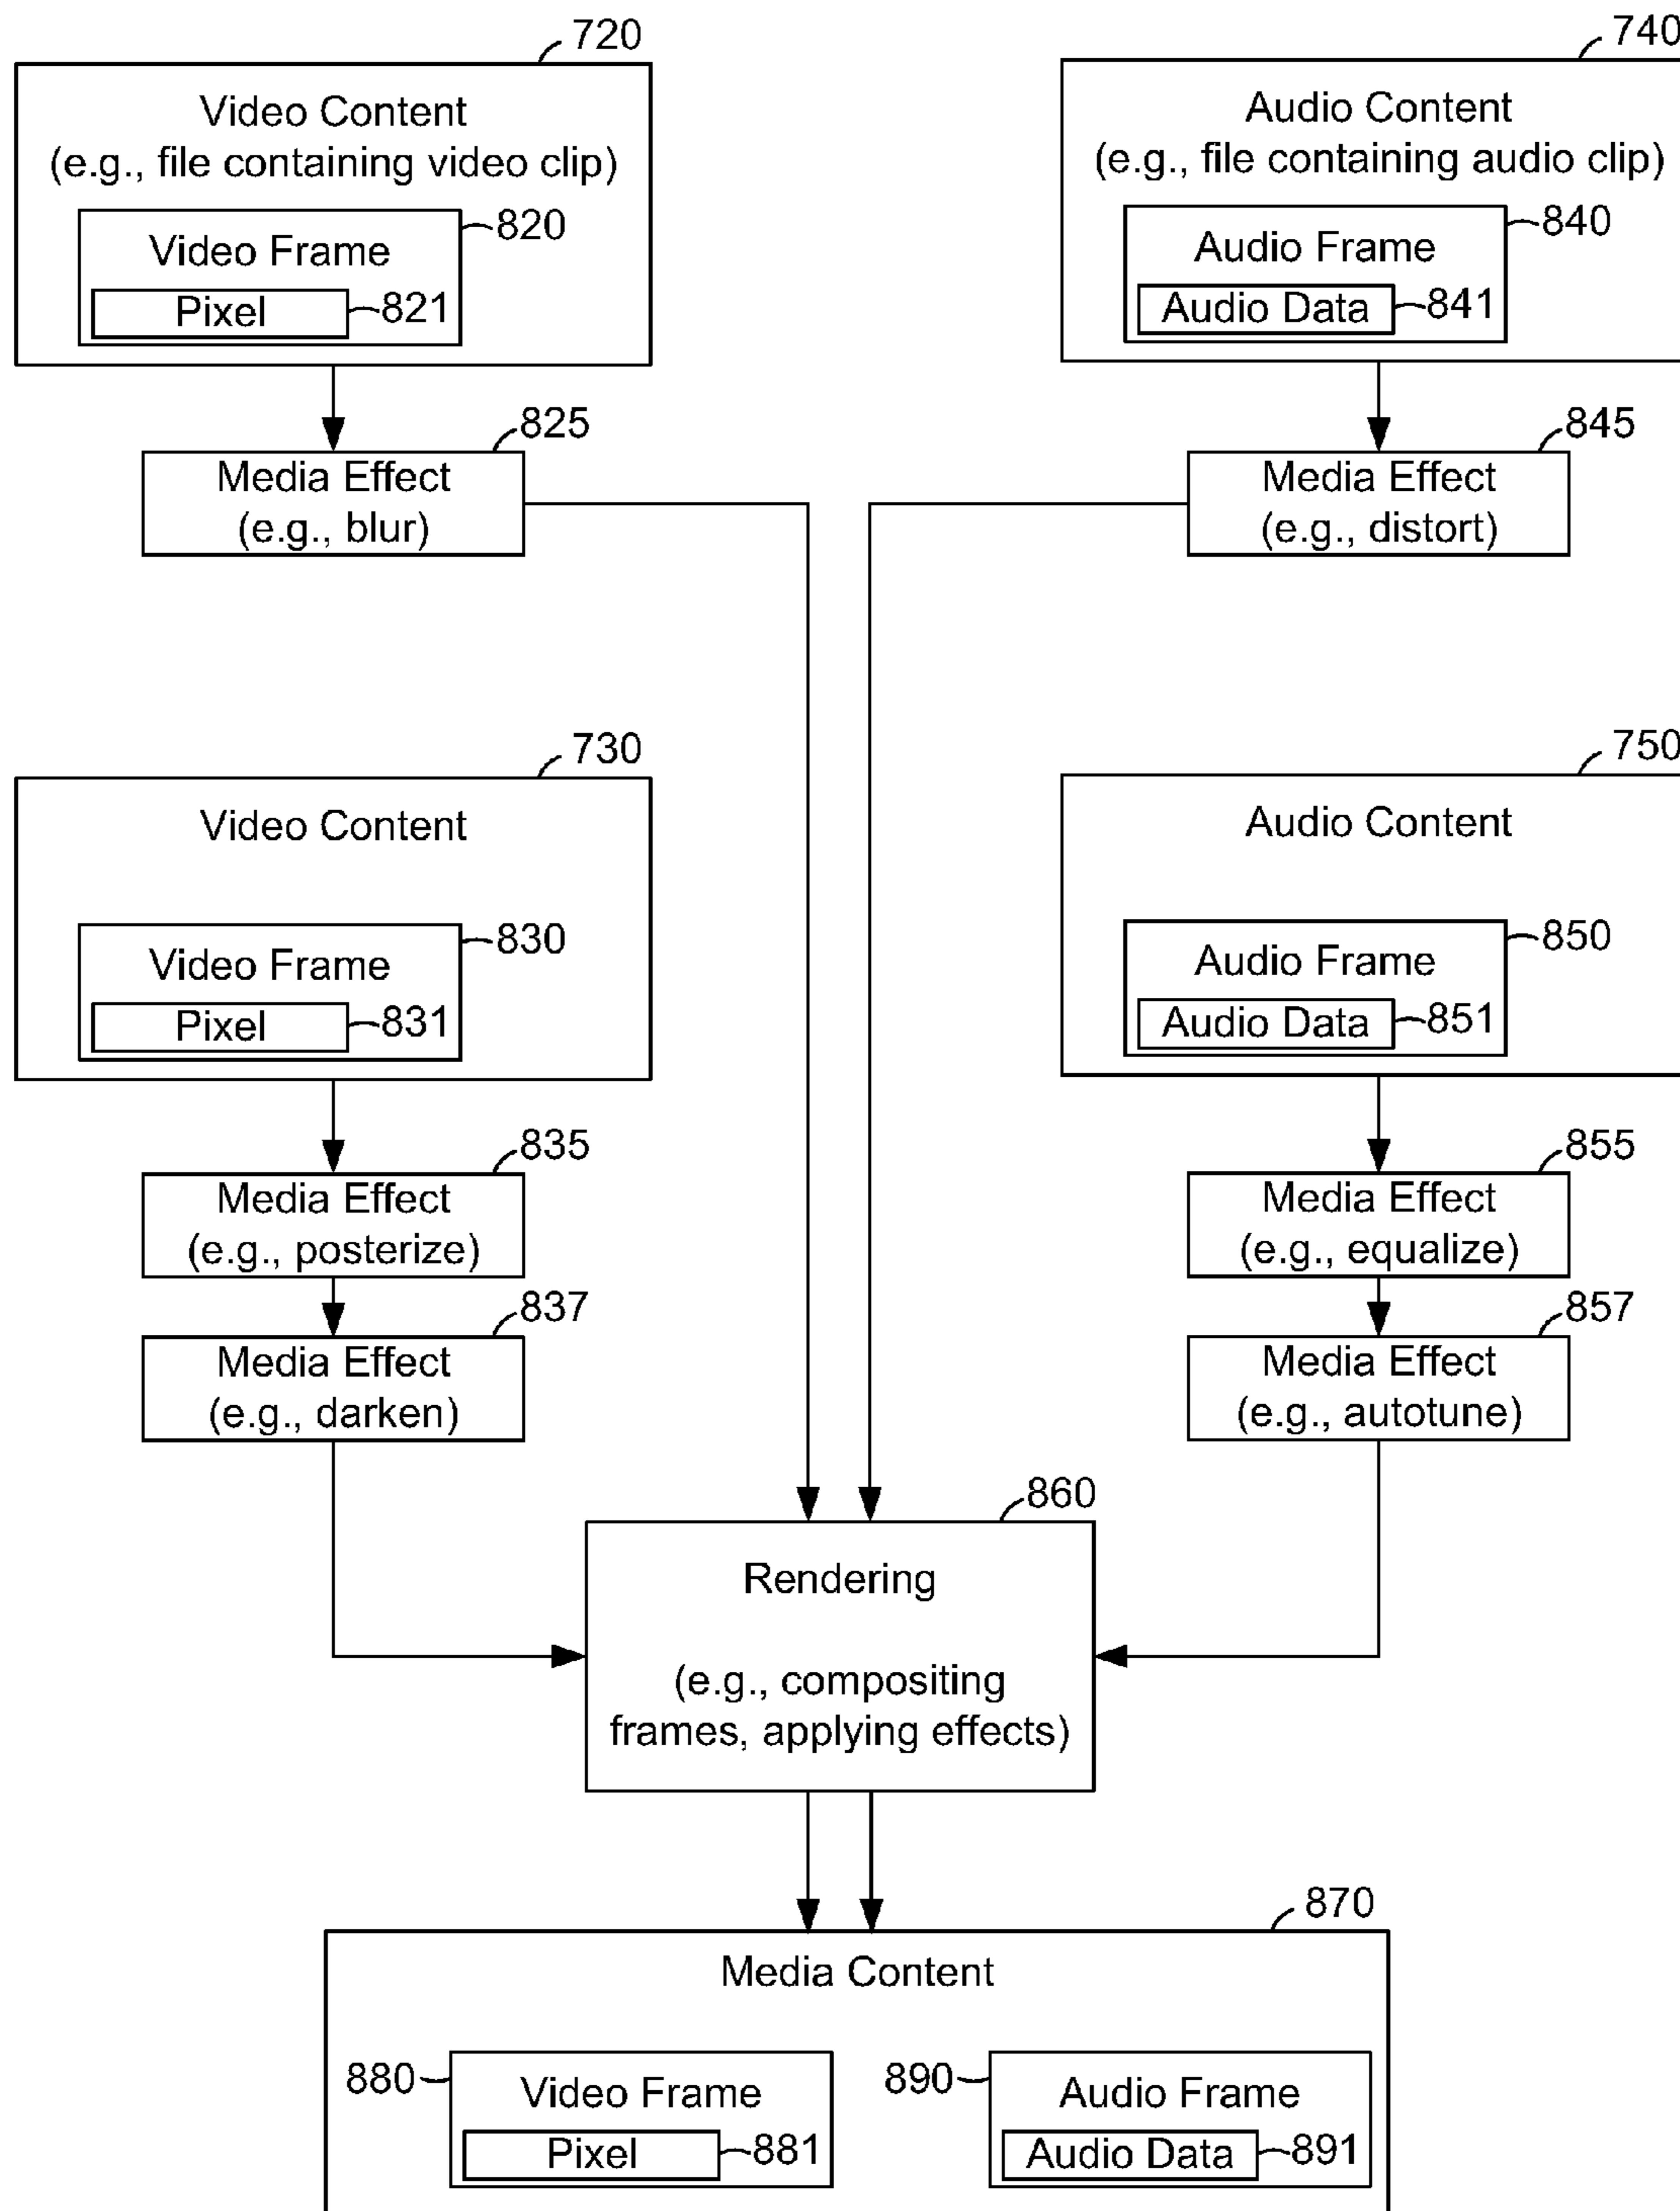 720
Video Content
(e.g., file containing video clip)
820
Video Frame
Pixel
821
825
Media Effect
(e.g., blur)
740
Audio Content
(e.g., file containing audio clip)
840
Audio Frame
Audio Data
841
845
Media Effect
(e.g., distort)
730
Video Content
830
Video Frame
Pixel
831
835
Media Effect
(e.g., posterize)
837
Media Effect
(e.g., darken)
750
Audio Content
850
Audio Frame
Audio Data
851
855
Media Effect
(e.g., equalize)
857
Media Effect
(e.g., autotune)
860
Rendering
(e.g., compositing
frames, applying effects)
870
Media Content
880
Video Frame
Pixel
881
890
Audio Frame
Audio Data
891